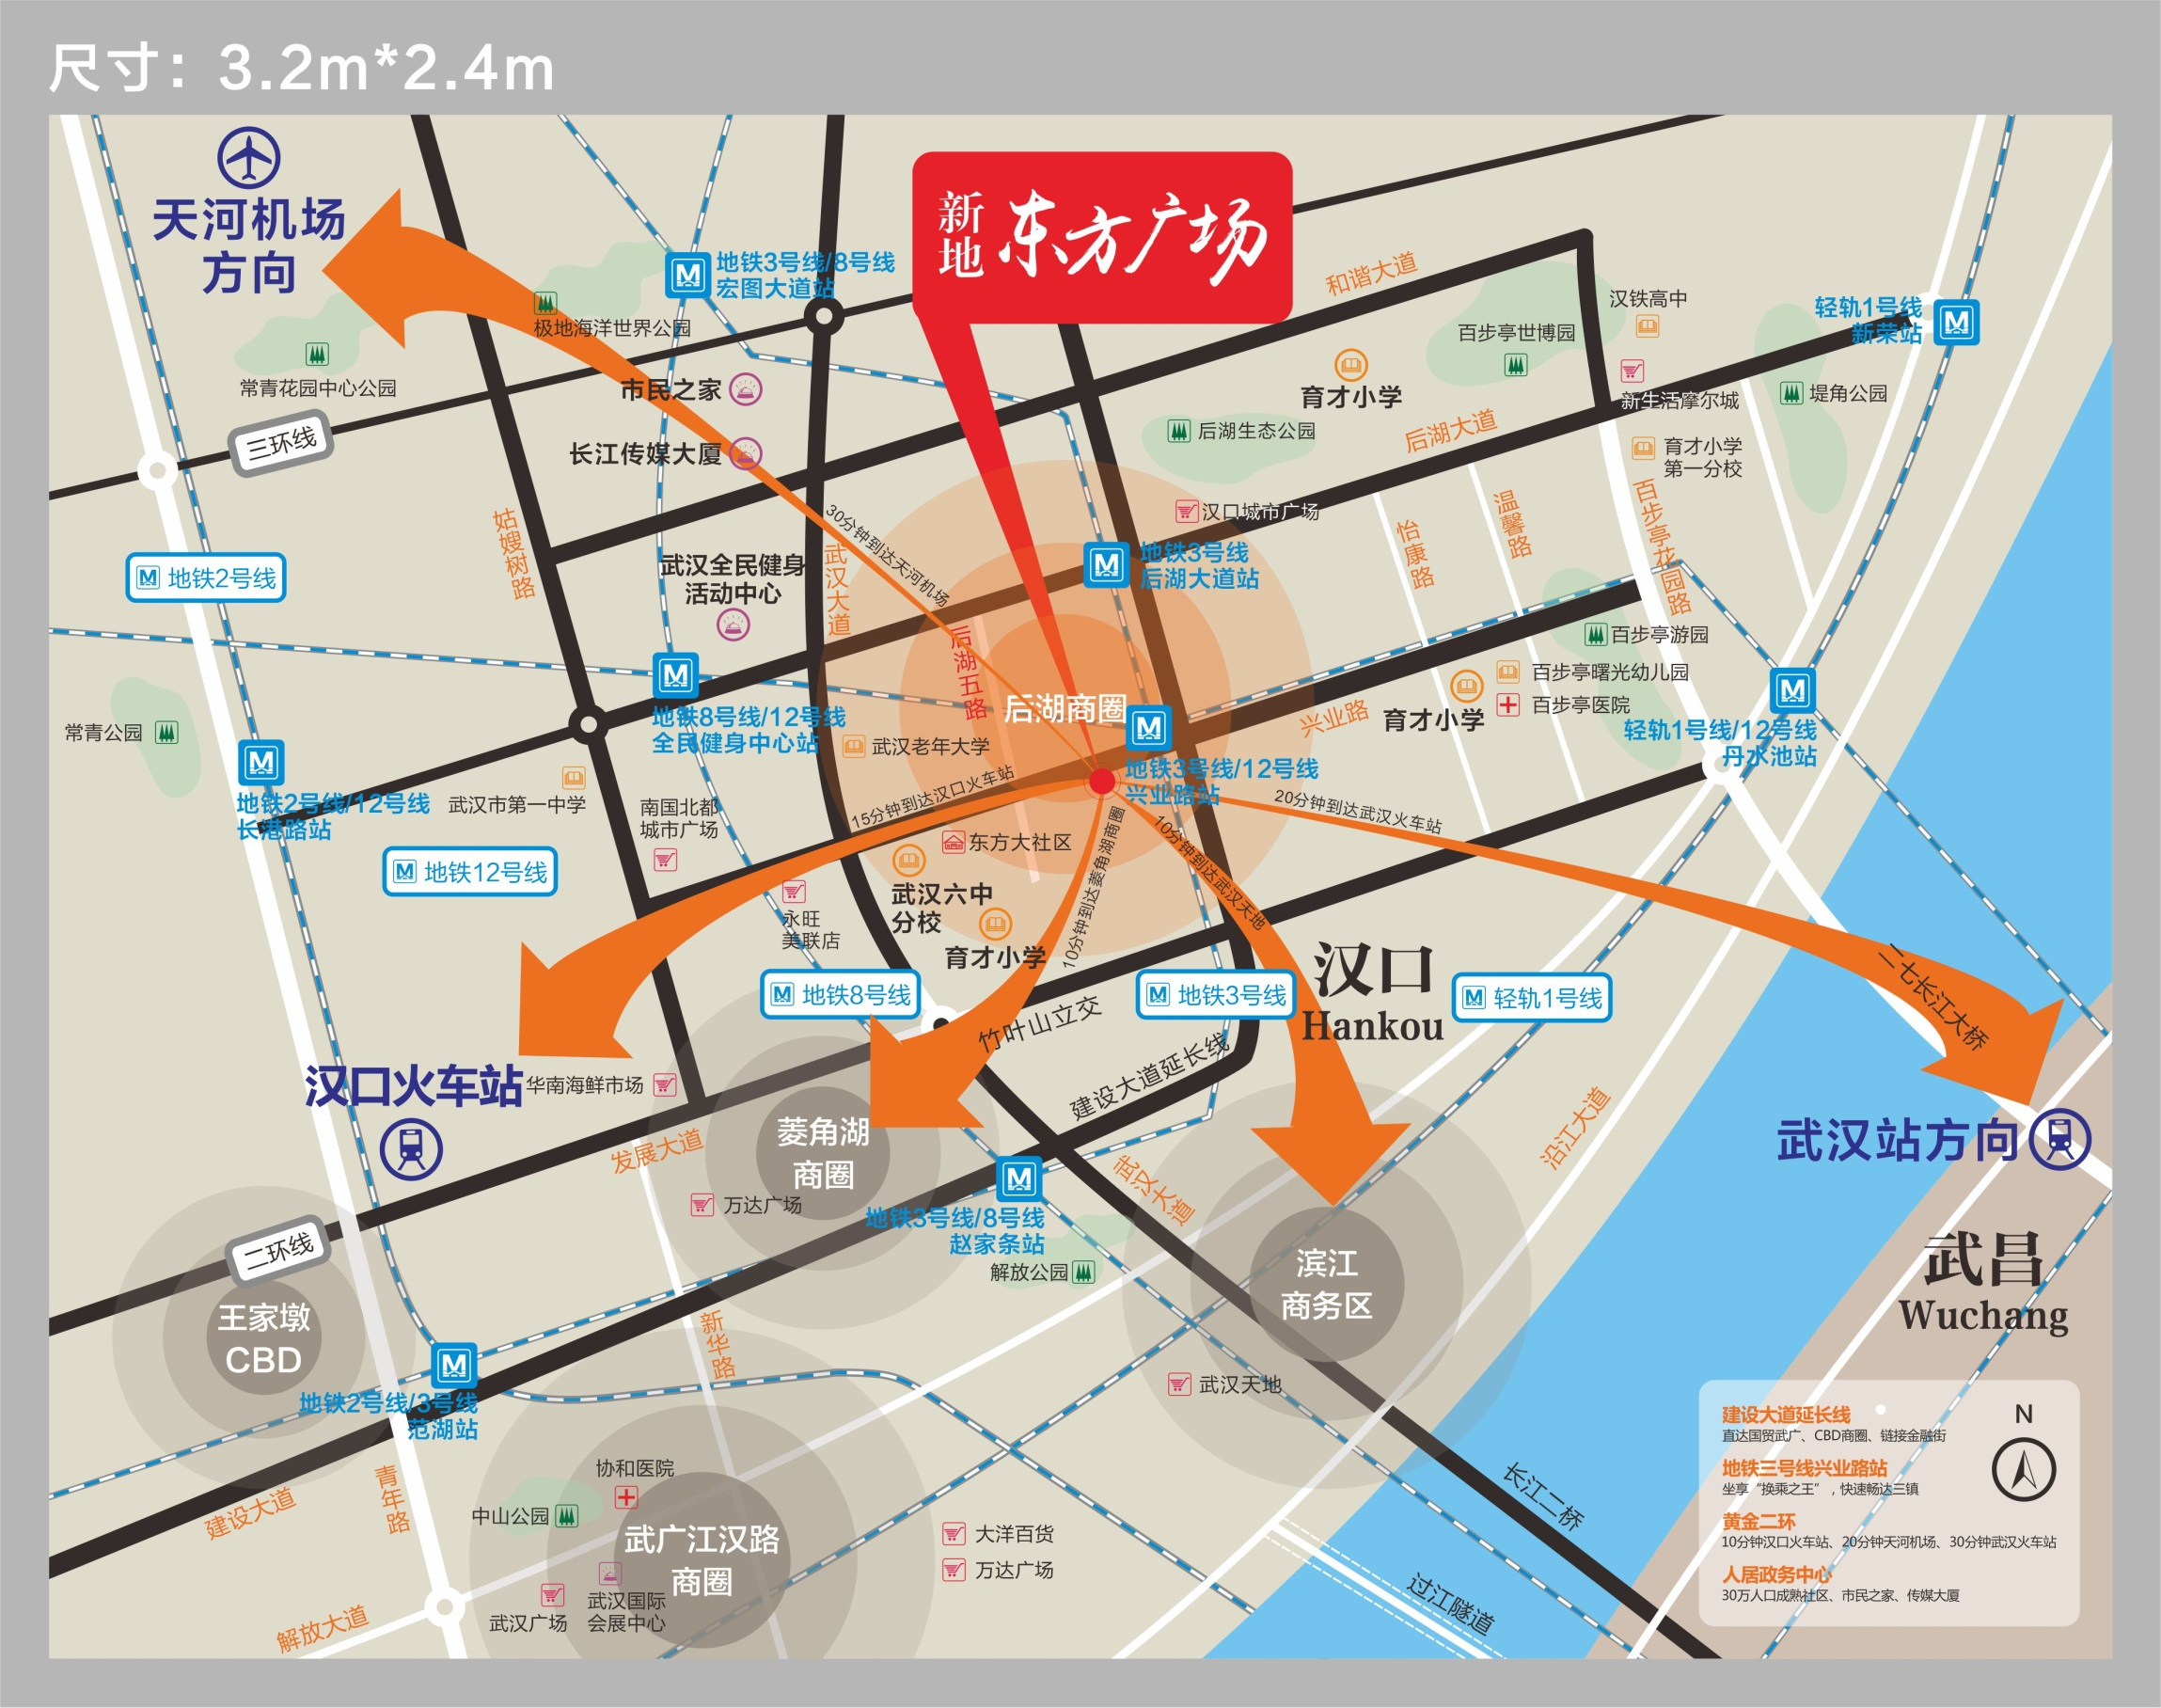 尺寸：3.2m*2.4m
天河机场
方向
新地
东方广场
地铁3号线/8号线
宏图大道站
极地海洋世界公园
常青花园中心公园
三环线
市民之家
长江传媒大厦
和谐大道
汉铁高中
百步亭世博园
轻轨1号线
新荣站
育才小学
新生活摩尔城
堤角公园
后湖生态公园
后湖大道
育才小学
第一分校
汉口城市广场
姑嫂树路
地铁2号线
武汉全民健身
活动中心
武汉大道
30分钟到达天河机场
地铁3号线
后湖大道站
怡康路
温馨路
百步亭花园路
后湖五路
后湖商圈
百步亭游园
百步亭曙光幼儿园
百步亭医院
育才小学
兴业路
轻轨1号线/12号线
丹水池站
常青公园
地铁8号线/12号线
全民健身中心站
武汉老年大学
地铁2号线/12号线
长港路站
武汉市第一中学
南国北都
城市广场
15分钟到达汉口火车站
地铁3号线/12号线
兴业路站
20分钟到达武汉火车站
地铁12号线
东方大社区
10分钟到达菱角湖商圈
10分钟到达武汉天地
永旺
美联店
武汉六中
分校
育才小学
汉口
Hankou
地铁8号线
地铁3号线
轻轨1号线
二七长江大桥
竹叶山立交
建设大道延长线
汉口火车站
华南海鲜市场
发展大道
菱角湖
商圈
万达广场
武汉大道
沿江大道
武汉站方向
地铁3号线/8号线
赵家条站
解放公园
二环线
王家墩
CBD
滨江
商务区
武昌
Wuchang
新华路
地铁2号线/3号线
范湖站
武汉天地
建设大道
青年路
协和医院
中山公园
武广江汉路
商圈
大洋百货
万达广场
武汉广场
武汉国际
会展中心
解放大道
长江二桥
过江隧道
建设大道延长线
直达国贸武广、CBD商圈、链接金融街
地铁三号线兴业路站
坐享“换乘之王”，快速畅达三镇
黄金二环
10分钟汉口火车站、20分钟天河机场、30分钟武汉火车站
人居政务中心
30万人口成熟社区、市民之家、传媒大厦
N